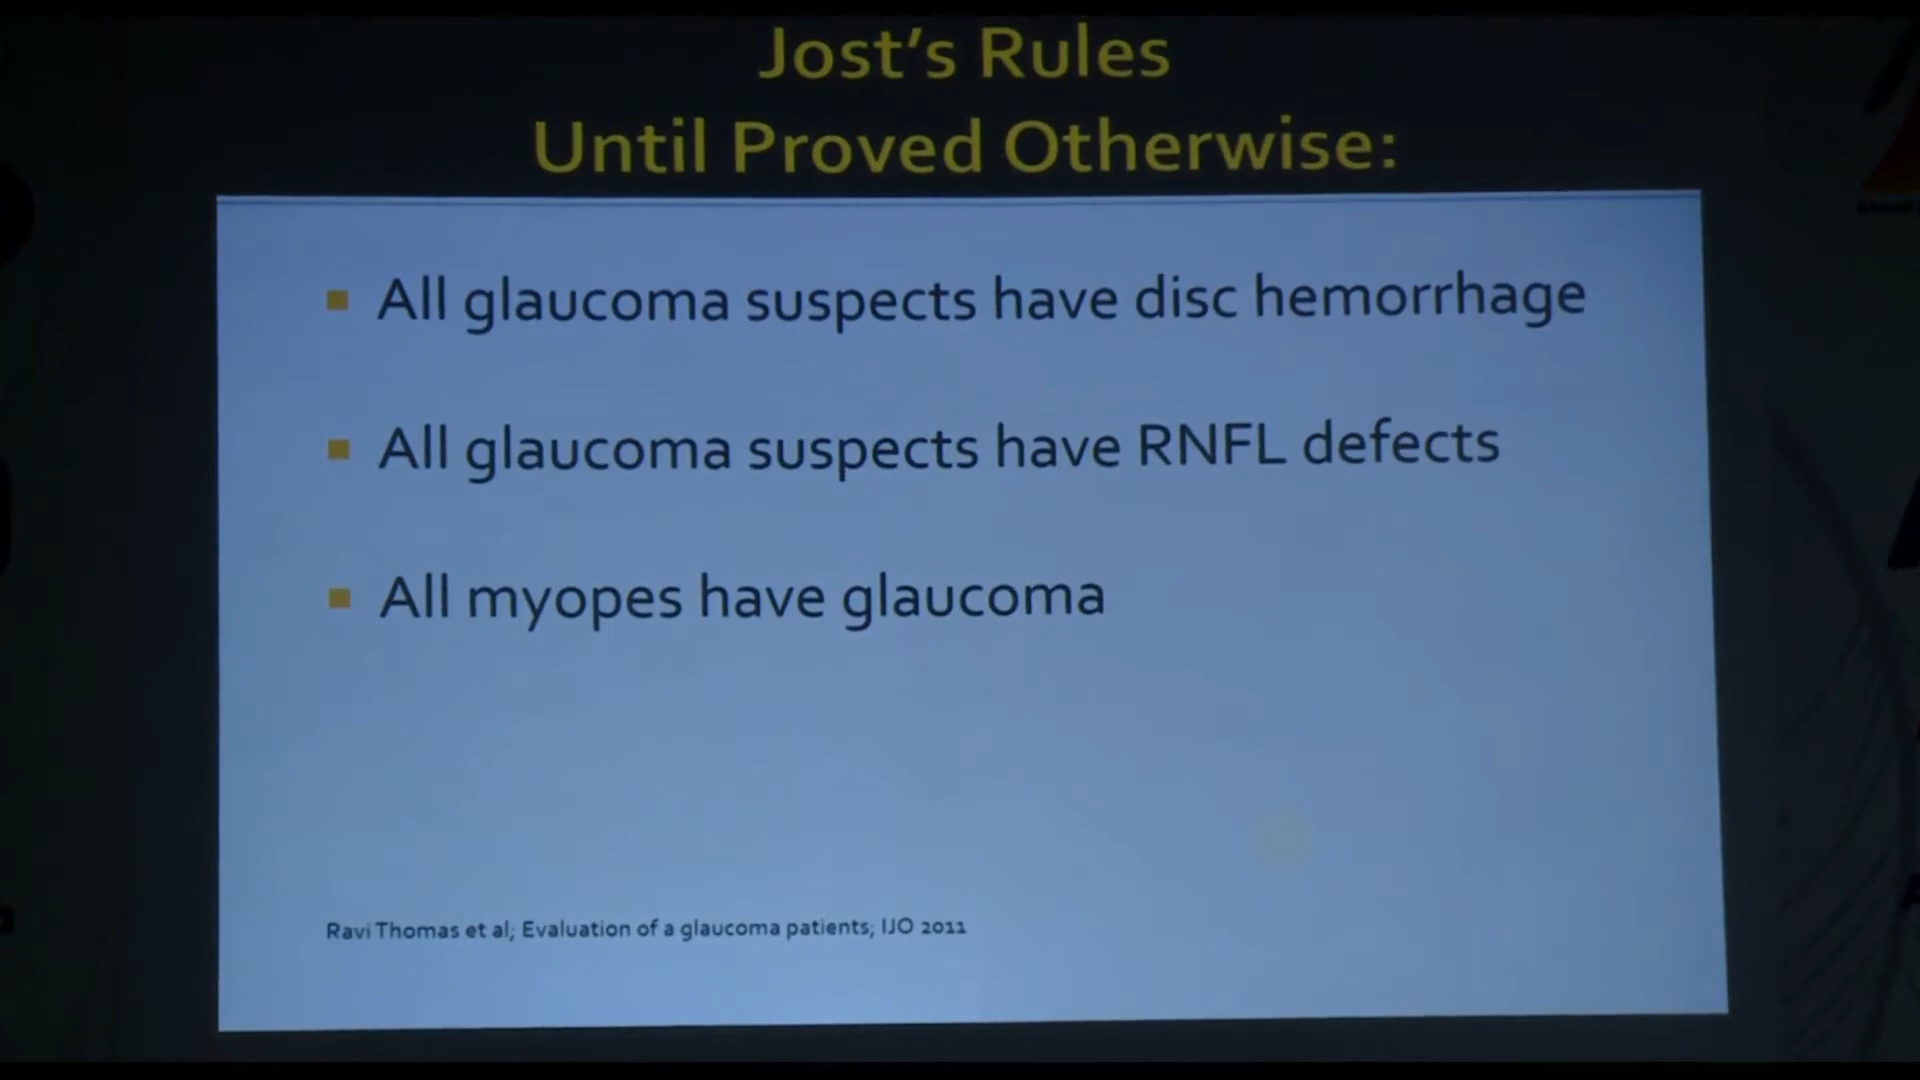 Jost's Rules
Until Proved Otherwise:
All glaucoma suspects have disc hemorrhage
All glaucoma suspects have RNFL defects
All myopes have glaucoma
Ravi Thomas et al; Evaluation of a glaucoma patients; IJO 2011